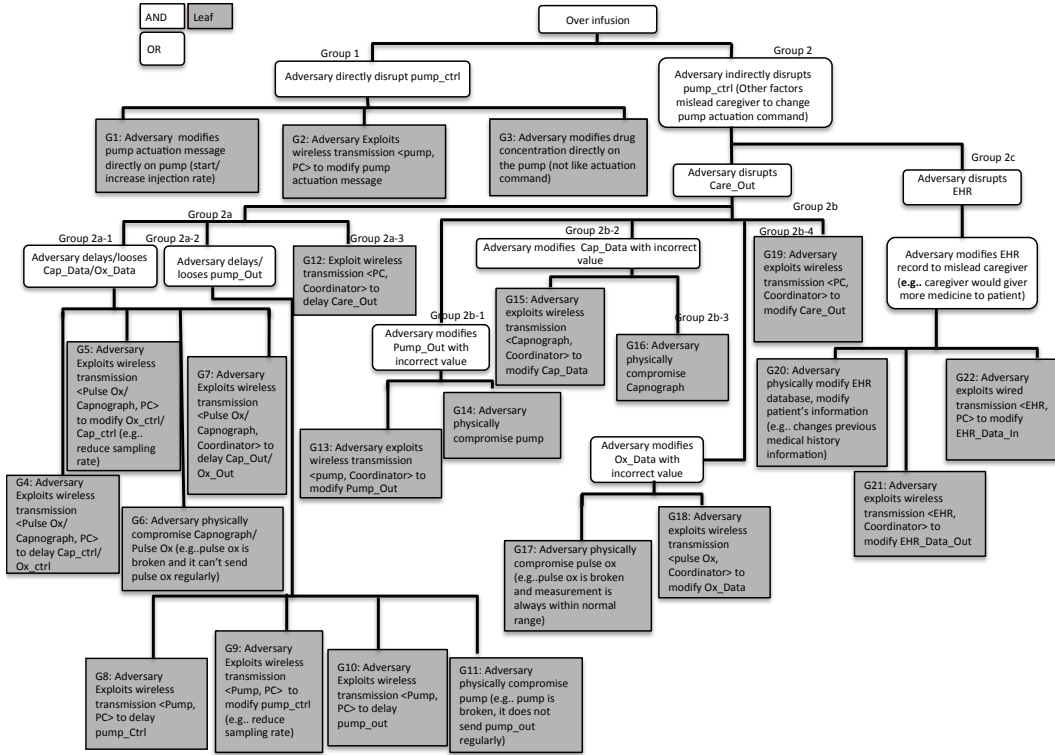 AND
Leaf
OR
Over infusion
Group 1
Group 2
Adversary directly disrupt pump_ctrl
Adversary indirectly disrupts
pump_ctrl (Other factors
mislead caregiver to change
pump actuation command)
G1: Adversary modifies
pump actuation message
directly on pump (start/
increase injection rate)
G2: Adversary Exploits
wireless transmission <pump,
PC> to modify pump
actuation message
G3: Adversary modifies drug
concentration directly on
the pump (not like actuation
command)
Group 2c
Adversary disrupts
Care_Out
Adversary disrupts
EHR
Group 2a
Group 2b
Group 2a-1
Group 2a-2
Group 2a-3
Group 2b-2
Group 2b-4
Adversary delays/looses
Cap_Data/Ox_Data
Adversary delays/
looses pump_Out
G12: Exploit wireless
transmission <PC,
Coordinator> to
delay Care_Out
Adversary modifies Cap_Data with incorrect
value
G19: Adversary
exploits wireless
transmission <PC,
Coordinator> to
modify Care_Out
Adversary modifies EHR
record to mislead caregiver
(e.g.. caregiver would giver
more medicine to patient)
Group 2b-1
Adversary modifies
Pump_Out with
incorrect value
G15: Adversary
exploits wireless
transmission
<Capnograph,
Coordinator> to
modify Cap_Data
Group 2b-3
G16: Adversary
physically
compromise
Capnograph
G5: Adversary
Exploits wireless
transmission
<Pulse Ox/
Capnograph, PC>
to modify Ox_ctrl/
Cap_ctrl (e.g..
reduce sampling
rate)
G7: Adversary
Exploits wireless
transmission
<Pulse Ox/
Capnograph,
Coordinator> to
delay Cap_Out/
Ox_Out
G14: Adversary
physically
compromise pump
G13: Adversary exploits
wireless transmission
<pump, Coordinator> to
modify Pump_Out
G20: Adversary
physically modify EHR
database, modify
patient's information
(e.g.. changes previous
medical history
information)
G22: Adversary
exploits wired
transmission <EHR,
PC> to modify
EHR_Data_In
Adversary modifies
Ox_Data with
incorrect value
G4: Adversary
Exploits wireless
transmission
<Pulse Ox/
Capnograph, PC>
to delay Cap_ctrl/
Ox_ctrl
G6: Adversary physically
compromise Capnograph/
Pulse Ox (e.g..pulse ox is
broken and it can't send
pulse ox regularly)
G21: Adversary
exploits wireless
transmission <EHR,
Coordinator> to
modify EHR_Data_Out
G17: Adversary physically
compromise pulse ox
(e.g..pulse ox is broken
and measurement is
always within normal
range)
G18: Adversary
exploits wireless
transmission
<pulse Ox,
Coordinator> to
modify Ox_Data
G8: Adversary
Exploits wireless
transmission <Pump,
PC> to delay
pump_Ctrl
G9: Adversary
Exploits wireless
transmission
<Pump, PC> to
modify pump_ctrl
(e.g.. reduce
sampling rate)
G10: Adversary
Exploits wireless
transmission <Pump,
PC> to delay
pump_out
G11: Adversary
physically compromise
pump (e.g.. pump is
broken, it does not
send pump_out
regularly)